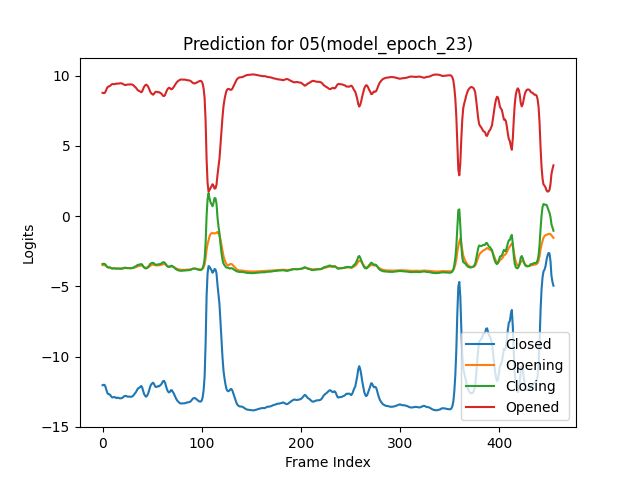 Prediction for 05(model_epoch_23)
10
5
0
−5
−10
−15
Logits
0
100
200
300
400
Frame Index
Closed
Opening
Closing
Opened